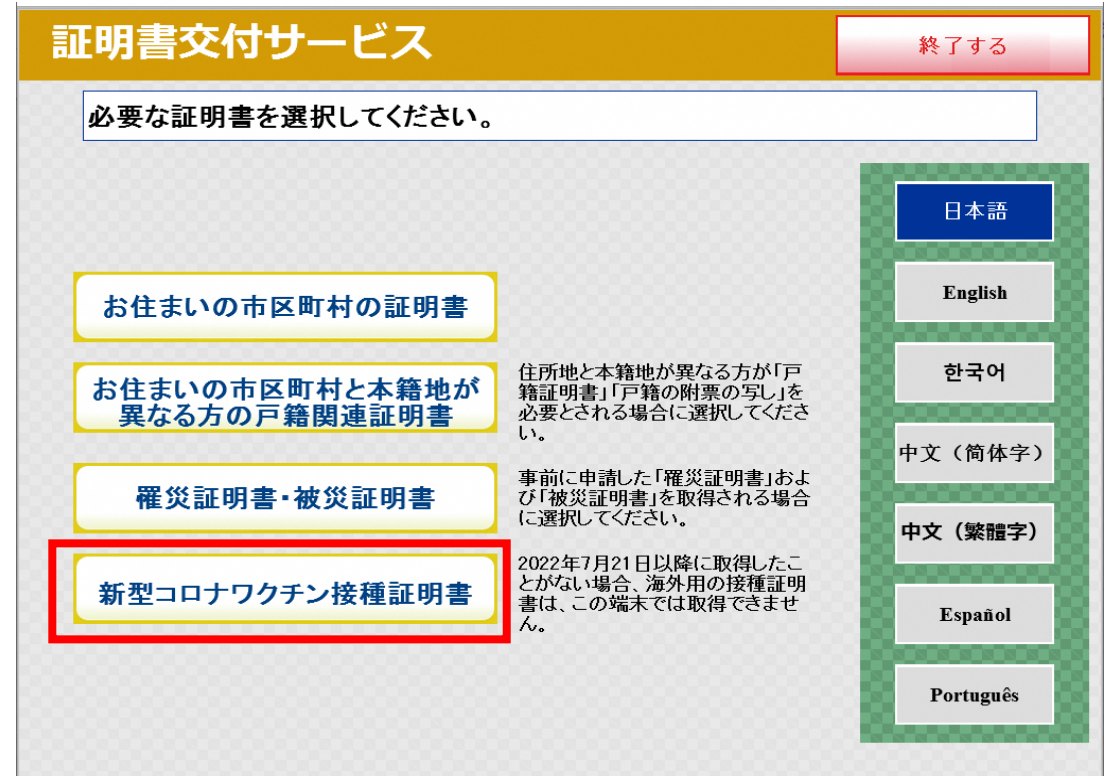 証明書交付サービス
終了する
必要な証明書を選択してください。
お住まいの市区町村の証明書
お住まいの市区町村と本籍地が
異なる方の戸籍関連証明書
住所地と本籍地が異なる方が「戸
籍証明書」「戸籍の附票の写し」を
必要とされる場合に選択してくださ
い。
罹災証明書・被災証明書
事前に申請した「罹災証明書」およ
び「被災証明書」を取得される場合
に選択してください。
新型コロナワクチン接種証明書
2022年7月21日以降に取得したこ
とがない場合、海外用の接種証明
書は、この端末では取得できませ
ん。
日本語
English
한국어
中文（简体字）
中文（繁體字）
Español
Português